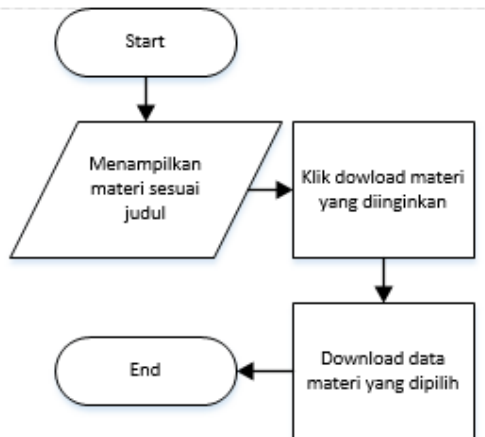 Start
Menampilkan
materi sesuai
judul
Klik dowload materi
yang diinginkan
Download data
materi yang dipilih
End